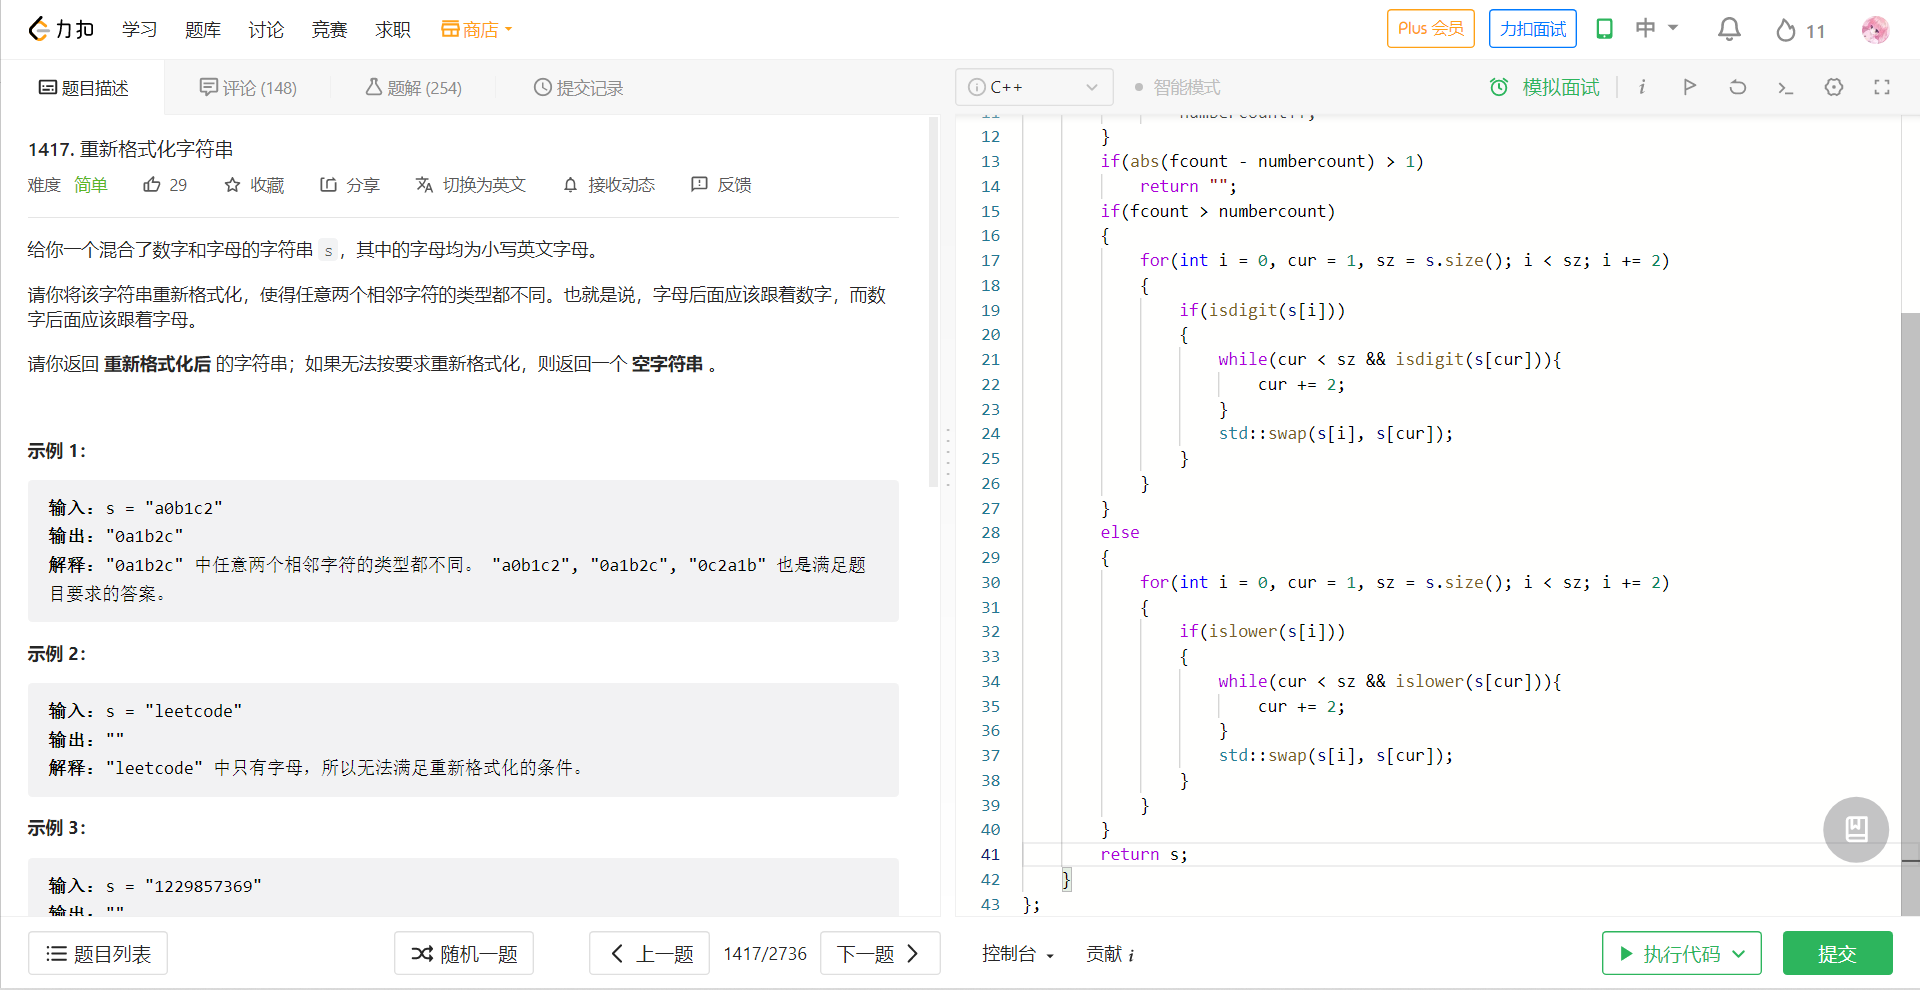 力扣 学习 题库 讨论 竞赛 求职 商店 Plus 会员 力扣面试 中 11
题目描述 评论 (148) 题解 (254) 提交记录
1417. 重新格式化字符串
难度 简单 29 收藏 分享 切换为英文 接收动态 反馈
给你一个混合了数字和字母的字符串 s，其中的字母均为小写英文字母。
请你将该字符串重新格式化，使得任意两个相邻字符的类型都不同。也就是说，字母后面应该跟着数字，而数
字后面应该跟着字母。
请你返回 重新格式化后 的字符串；如果无法按要求重新格式化，则返回一个 空字符串 。
示例 1：
输入：s = "a0b1c2"
输出："0a1b2c"
解释："0a1b2c" 中任意两个相邻字符的类型都不同。 "a0b1c2", "0a1b2c", "0c2a1b" 也是满足题
目要求的答案。
示例 2：
输入：s = "leetcode"
输出：""
解释："leetcode" 中只有字母，所以无法满足重新格式化的条件。
示例 3：
输入：s = "1229857369"
输出：""
题目列表 随机一题 上一题 1417/2736 下一题
C++ 智能模式 模拟面试
11 numbercount++;
12 }
13 if(abs(fcount - numbercount) > 1)
14 return "";
15 if(fcount > numbercount)
16 {
17 for(int i = 0, cur = 1, sz = s.size(); i < sz; i += 2)
18 {
19 if(isdigit(s[i]))
20 {
21 while(cur < sz && isdigit(s[cur])){
22 cur += 2;
23 }
24 std::swap(s[i], s[cur]);
25 }
26 }
27 }
28 else
29 {
30 for(int i = 0, cur = 1, sz = s.size(); i < sz; i += 2)
31 {
32 if(islower(s[i]))
33 {
34 while(cur < sz && islower(s[cur])){
35 cur += 2;
36 }
37 std::swap(s[i], s[cur]);
38 }
39 }
40 }
41 return s;
42 }
43 };
控制台 贡献 i 执行代码 提交